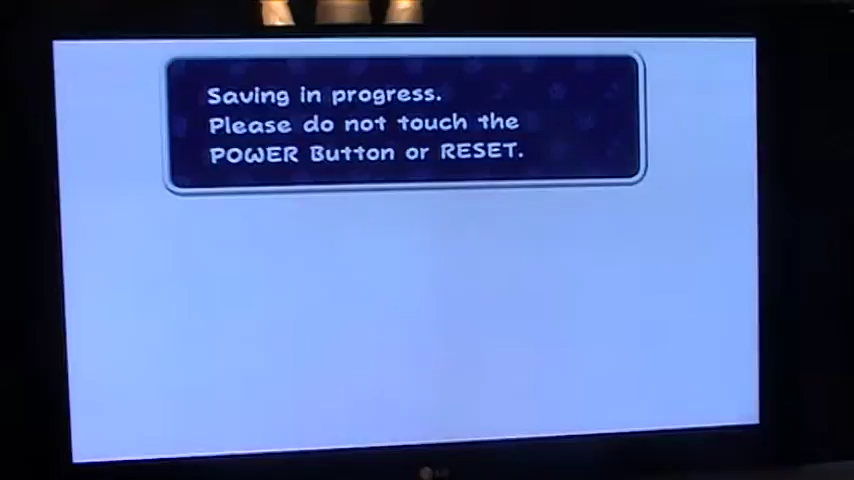 Saving in progress.
Please do not touch the
POWER Button or RESET.